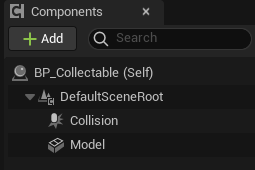 Components
Add
Search
BP_Collectable (Self)
DefaultSceneRoot
Collision
Model